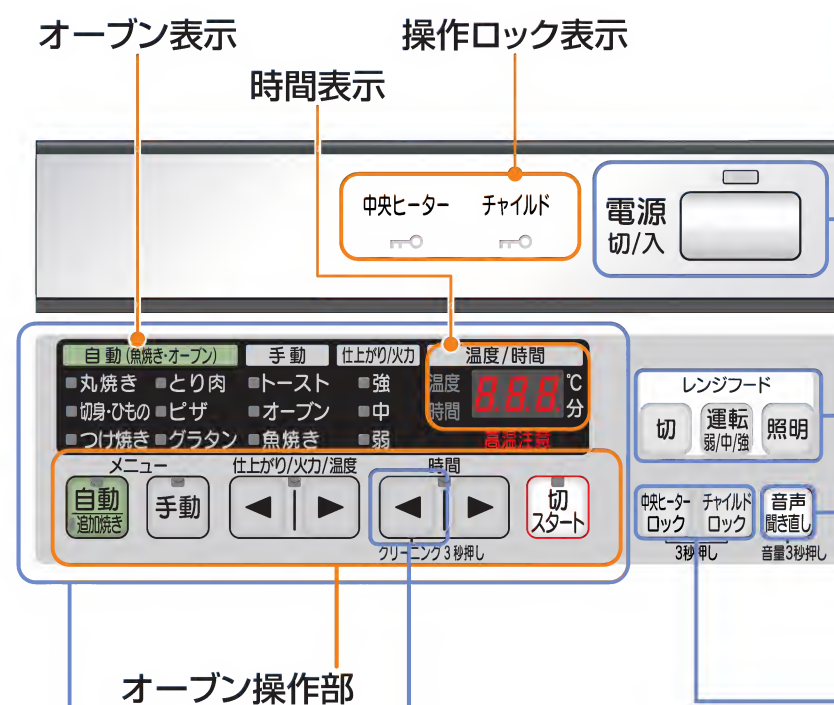 オーブン表示
操作ロック表示
時間表示
中央ヒーター チャイルド
電源
切/入
自動(魚焼き・オーブン) 手動 仕上がり/火力 温度/時間
丸焼き とり肉 トースト 強 温度 8.8.8. ℃
切身・ひもの ピザ オーブン 中 時間 分
つけ焼き グラタン 魚焼き 弱 高温注意
メニュー 仕上がり/火力/温度 時間
自動
追加焼き
手動
切
スタート
クリーニング3秒押し
レンジフード
切 運転 照明
弱/中/強
中央ヒーター
ロック
チャイルド
ロック
音声
聞き直し
3秒押し
音量3秒押し
オーブン操作部